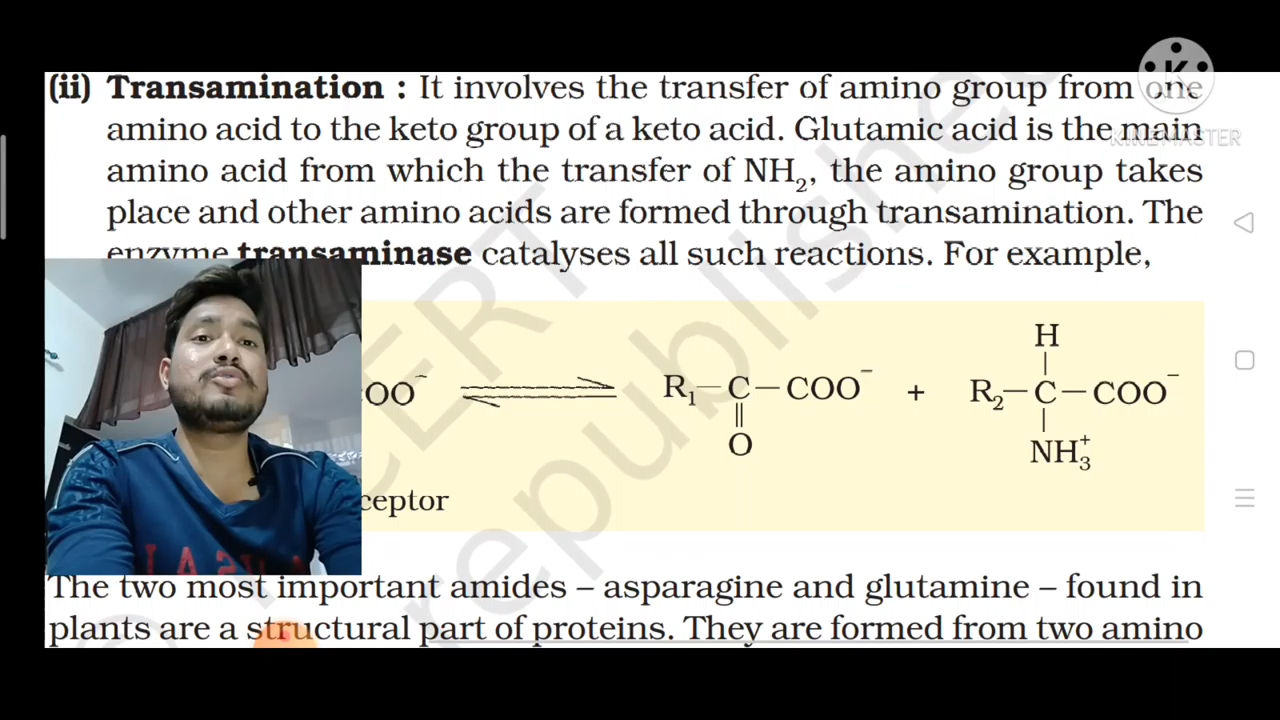 (ii) Transamination : It involves the transfer of amino group from one
amino acid to the keto group of a keto acid. Glutamic acid is the main
amino acid from which the transfer of NH₂, the amino group takes
place and other amino acids are formed through transamination. The
enzyme transaminase catalyses all such reactions. For example,
H
OO⁻ ⇌ R₁—C—COO⁻ + R₂—C—COO⁻
O NH₃⁺
ceptor
The two most important amides – asparagine and glutamine – found in
plants are a structural part of proteins. They are formed from two amino
K
KINEMASTER